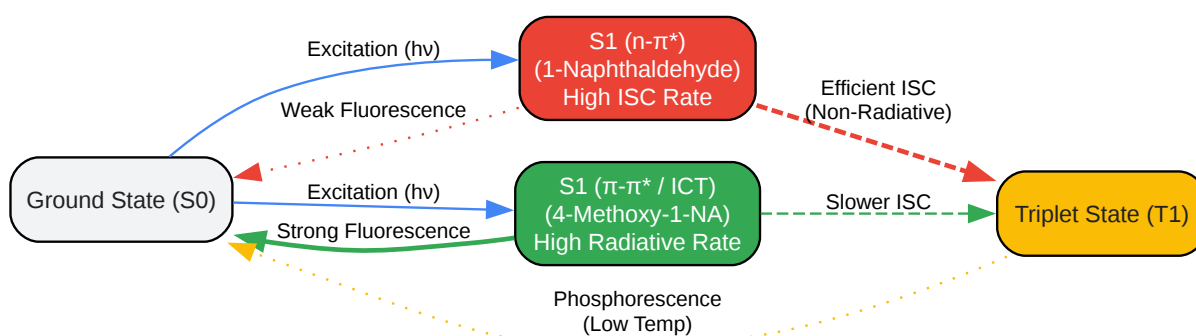 Excitation (hν)
S1 (n-π*)
(1-Naphthaldehyde)
High ISC Rate
Efficient ISC
(Non-Radiative)
Weak Fluorescence
Ground State (S0)
Excitation (hν)
S1 (π-π* / ICT)
(4-Methoxy-1-NA)
High Radiative Rate
Slower ISC
Triplet State (T1)
Strong Fluorescence
Phosphorescence
(Low Temp)